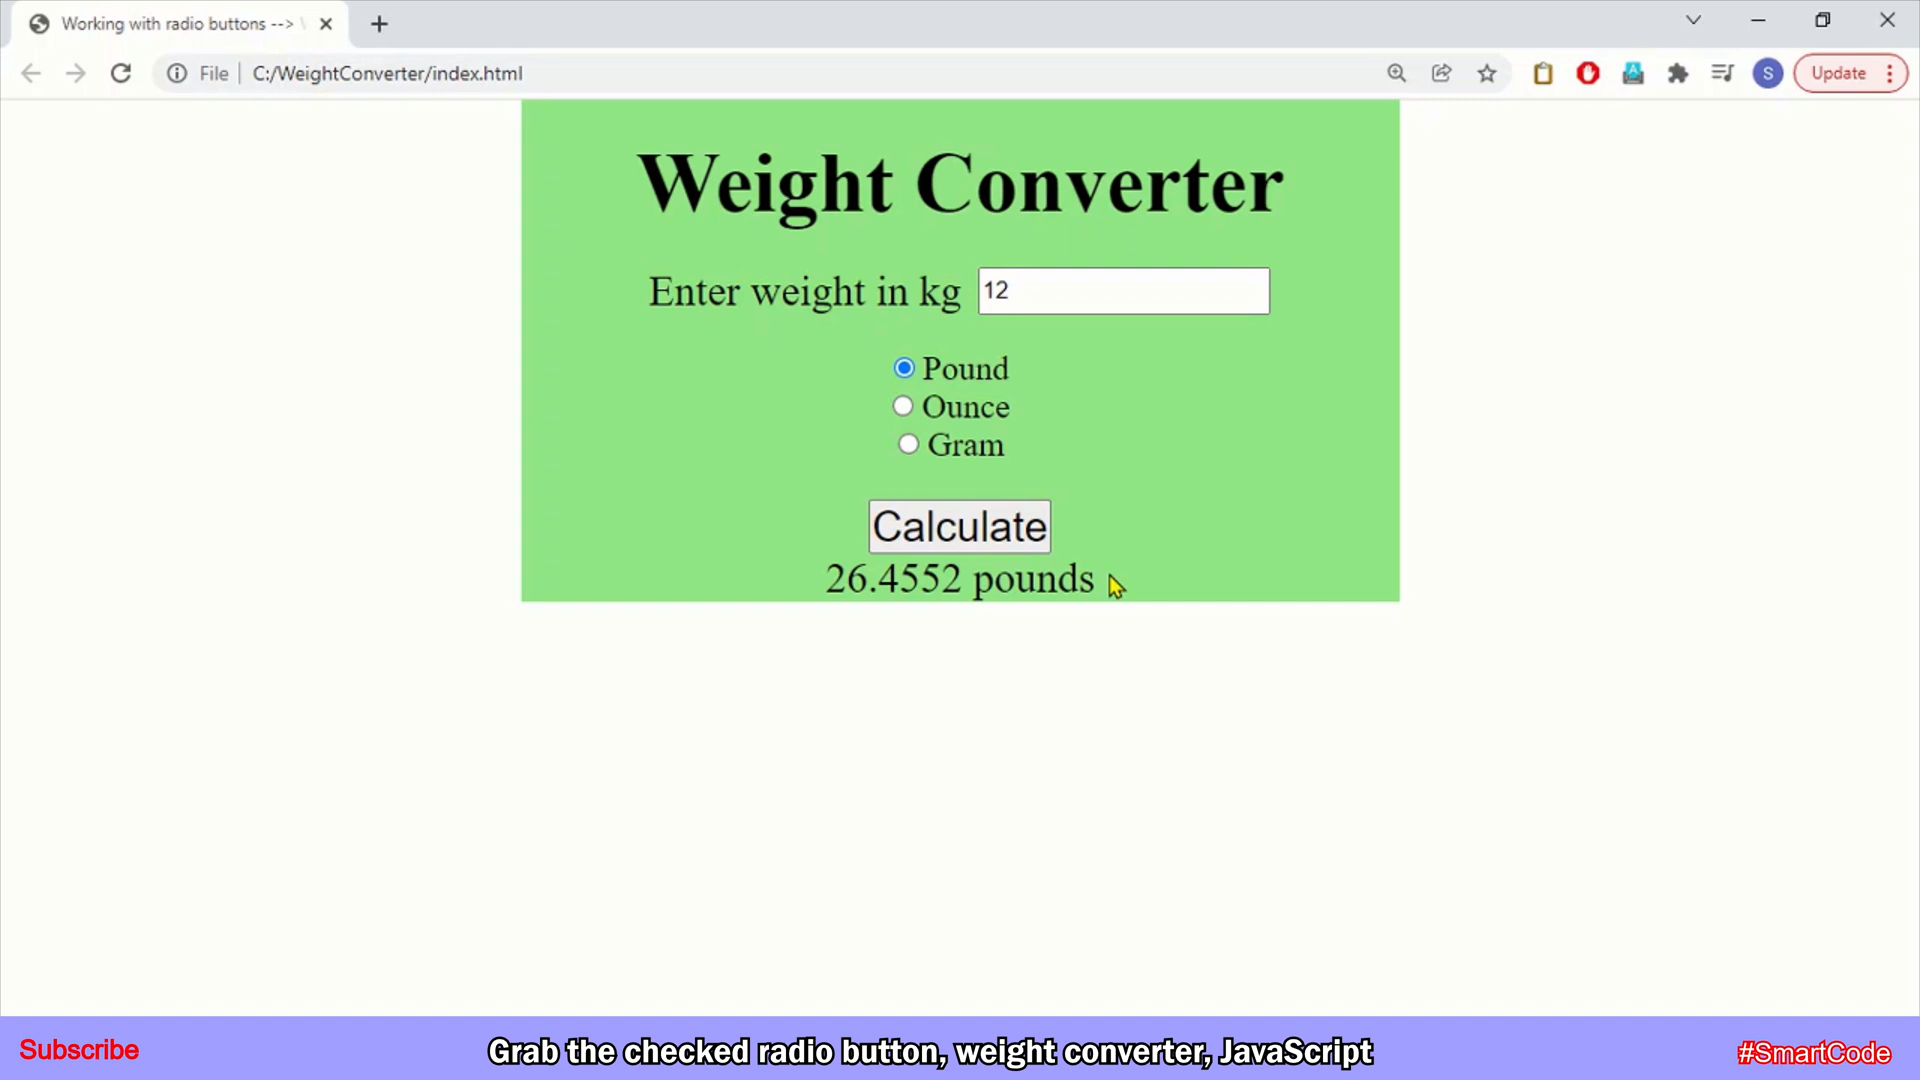 Working with radio buttons -->
File C:/WeightConverter/index.html
S
Update
Weight Converter
Enter weight in kg 12
Pound
Ounce
Gram
Calculate
26.4552 pounds
Subscribe
Grab the checked radio button, weight converter, JavaScript
#SmartCode